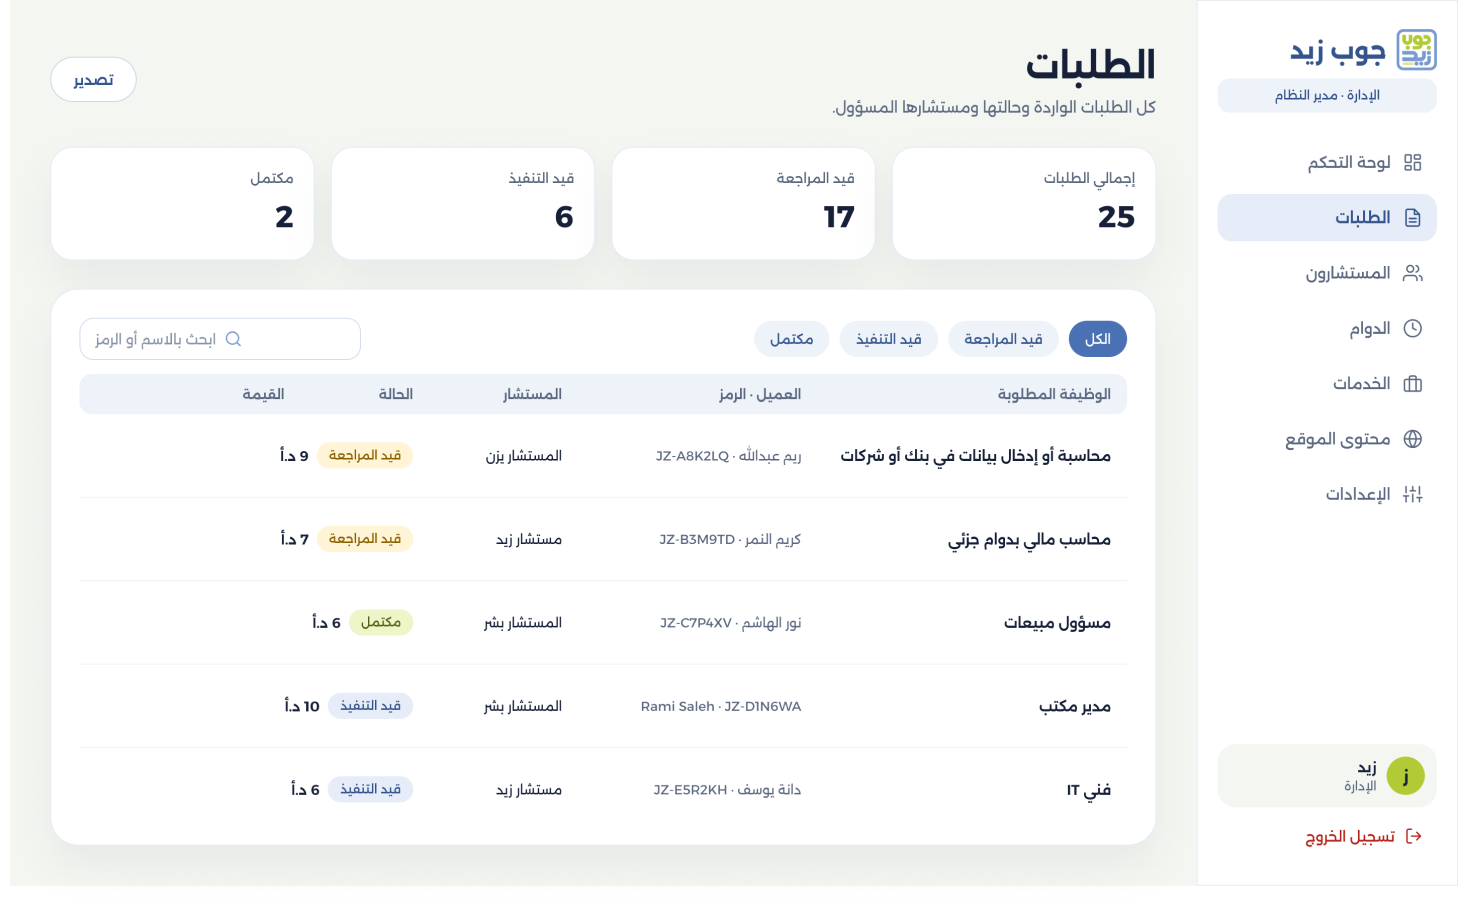 جوب زيد
جوب زيد
الإدارة · مدير النظام
لوحة التحكم
الطلبات
المستشارون
الدوام
الخدمات
محتوى الموقع
الإعدادات
ز
زيد
الإدارة
تسجيل الخروج
الطلبات
كل الطلبات الواردة وحالتها ومستشارها المسؤول.
تصدير
إجمالي الطلبات
25
قيد المراجعة
17
قيد التنفيذ
6
مكتمل
2
الكل قيد المراجعة قيد التنفيذ مكتمل
ابحث بالاسم أو الرمز
الوظيفة المطلوبة العميل · الرمز المستشار الحالة القيمة
محاسبة أو إدخال بيانات في بنك أو شركات ريم عبدالله · JZ-A8K2LQ المستشار يزن قيد المراجعة 9 د.أ
محاسب مالي بدوام جزئي كريم النمر · JZ-B3M9TD مستشار زيد قيد المراجعة 7 د.أ
مسؤول مبيعات نور الهاشم · JZ-C7P4XV المستشار بشر مكتمل 6 د.أ
مدير مكتب Rami Saleh · JZ-D1N6WA المستشار بشر قيد التنفيذ 10 د.أ
فني IT دانة يوسف · JZ-E5R2KH مستشار زيد قيد التنفيذ 6 د.أ